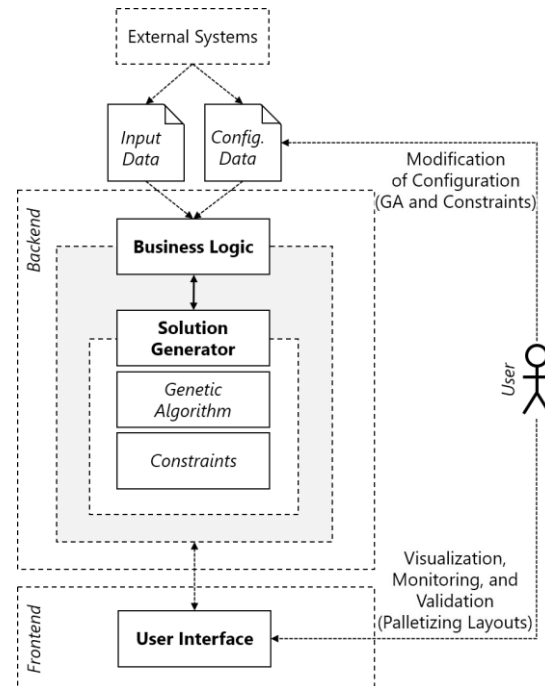 External Systems
Input
Data
Config.
Data
Modification
of Configuration
(GA and Constraints)
Backend
Business Logic
Solution
Generator
Genetic
Algorithm
Constraints
User
Visualization,
Monitoring, and
Validation
(Palletizing Layouts)
Frontend
User Interface